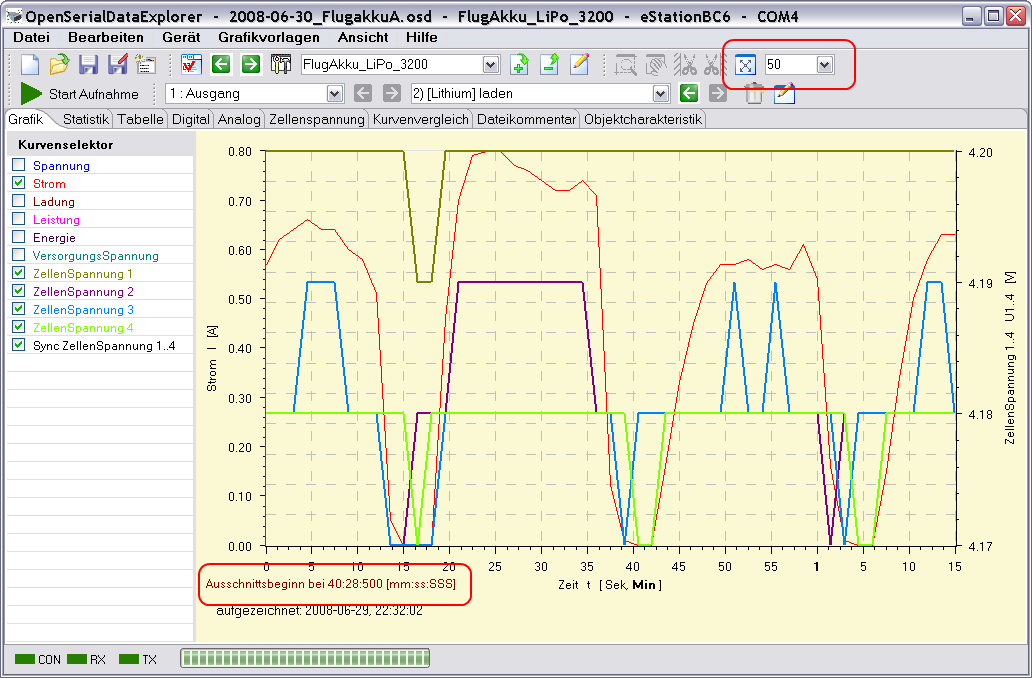 OpenSerialDataExplorer - 2008-06-30_FlugakkuA.osd - FlugAkku_LiPo_3200 - eStationBC6 - COM4
Datei Bearbeiten Gerät Grafikvorlagen Ansicht Hilfe
FlugAkku_LiPo_3200 50
Start Aufnahme 1 : Ausgang 2) [Lithium] laden
Grafik Statistik Tabelle Digital Analog Zellenspannung Kurvenvergleich Dateikommentar Objektcharakteristik
Kurvenselektor
Spannung
Strom
Ladung
Leistung
Energie
VersorgungsSpannung
ZellenSpannung 1
ZellenSpannung 2
ZellenSpannung 3
ZellenSpannung 4
Sync ZellenSpannung 1..4
Strom I [A]
0.80
0.70
0.60
0.50
0.40
0.30
0.20
0.10
0.00
4.20
4.19
4.18
4.17
ZellenSpannung 1..4 U1..4 [V]
0 5 10 15 20 25 30 35 40 45 50 55 1 5 10 15
Zeit t [ Sek, Min ]
Ausschnittsbeginn bei 40:28:500 [mm:ss:SSS]
aufgezeichnet: 2008-06-29, 22:32:02
CON RX TX